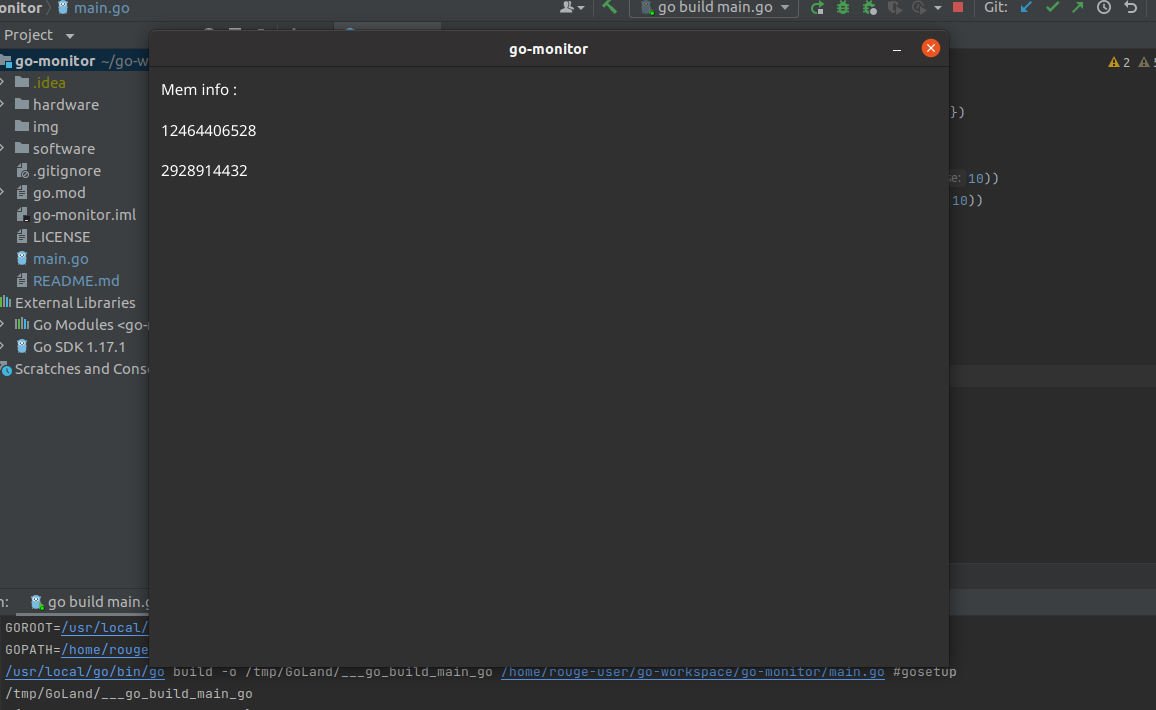 onitor main.go
go build main.go
Git:
Project
go-monitor
go-monitor ~/go-w
2
.idea
Mem info :
hardware
})
img
12464406528
software
.gitignore
2928914432
10))
go.mod
10))
go-monitor.iml
LICENSE
main.go
README.md
External Libraries
Go Modules <go-
Go SDK 1.17.1
Scratches and Conso
go build main.g
GOROOT=/usr/local/
GOPATH=/home/rouge
/usr/local/go/bin/go build -o /tmp/GoLand/___go_build_main_go /home/rouge-user/go-workspace/go-monitor/main.go #gosetup
/tmp/GoLand/___go_build_main_go